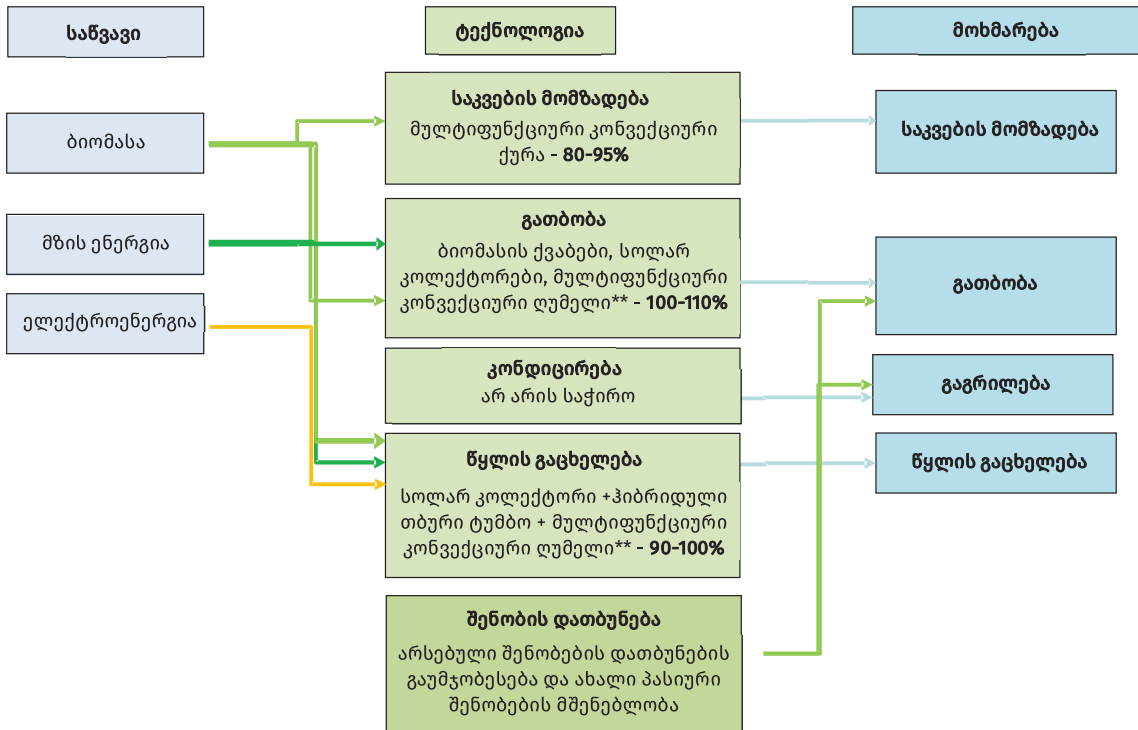 საწვავი
ტექნოლოგია
მოხმარება
ბიომასა
მზის ენერგია
ელექტროენერგია
საკვების მომზადება
მულტიფუნქციური კონვექციური
ქურა - 80-95%
გათბობა
ბიომასის ქვაბები, სოლარ
კოლექტორები, მულტიფუნქციური
კონვექციური ღუმელი** - 100-110%
კონდიცირება
არ არის საჭირო
წყლის გაცხელება
სოლარ კოლექტორი +ჰიბრიდული
თბური ტუმბო + მულტიფუნქციური
კონვექციური ღუმელი** - 90-100%
შენობის დათბუნება
არსებული შენობების დათბუნების
გაუმჯობესება და ახალი პასიური
შენობების მშენებლობა
საკვების მომზადება
გათბობა
გაგრილება
წყლის გაცხელება